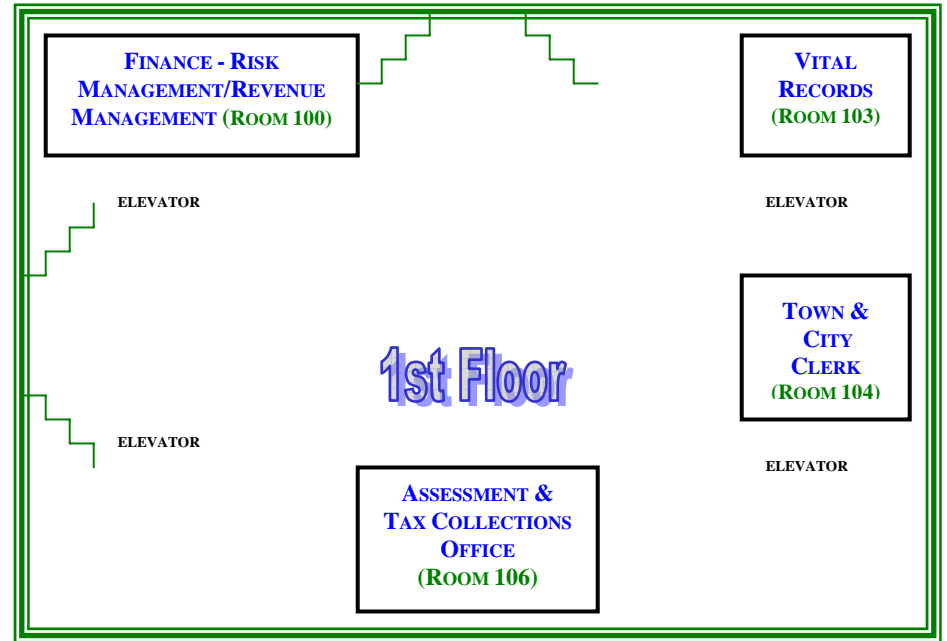 FINANCE - RISK
MANAGEMENT/REVENUE
MANAGEMENT (ROOM 100)
VITAL
RECORDS
(ROOM 103)
ELEVATOR
ELEVATOR
TOWN &
CITY
CLERK
(ROOM 104)
1st Floor
ELEVATOR
ELEVATOR
ASSESSMENT &
TAX COLLECTIONS
OFFICE
(ROOM 106)